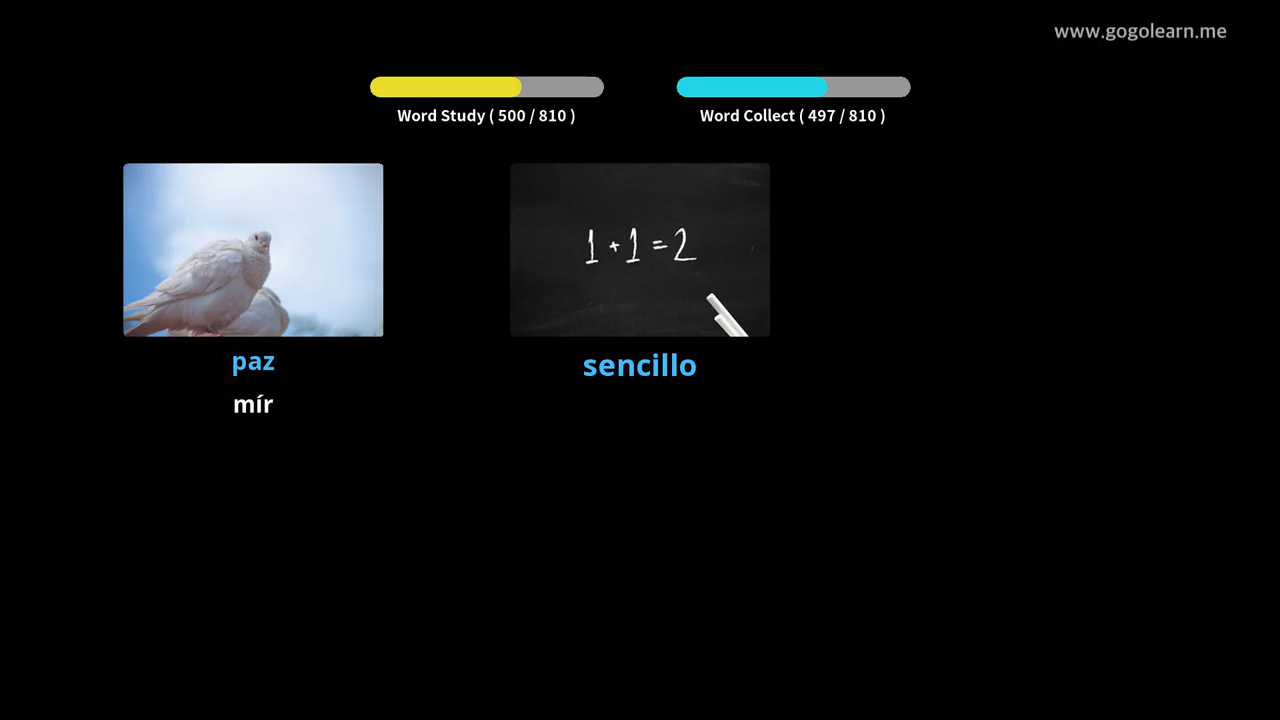 www.gogolearn.me
Word Study ( 500 / 810 )
Word Collect ( 497 / 810 )
1 + 1 = 2
paz
mír
sencillo